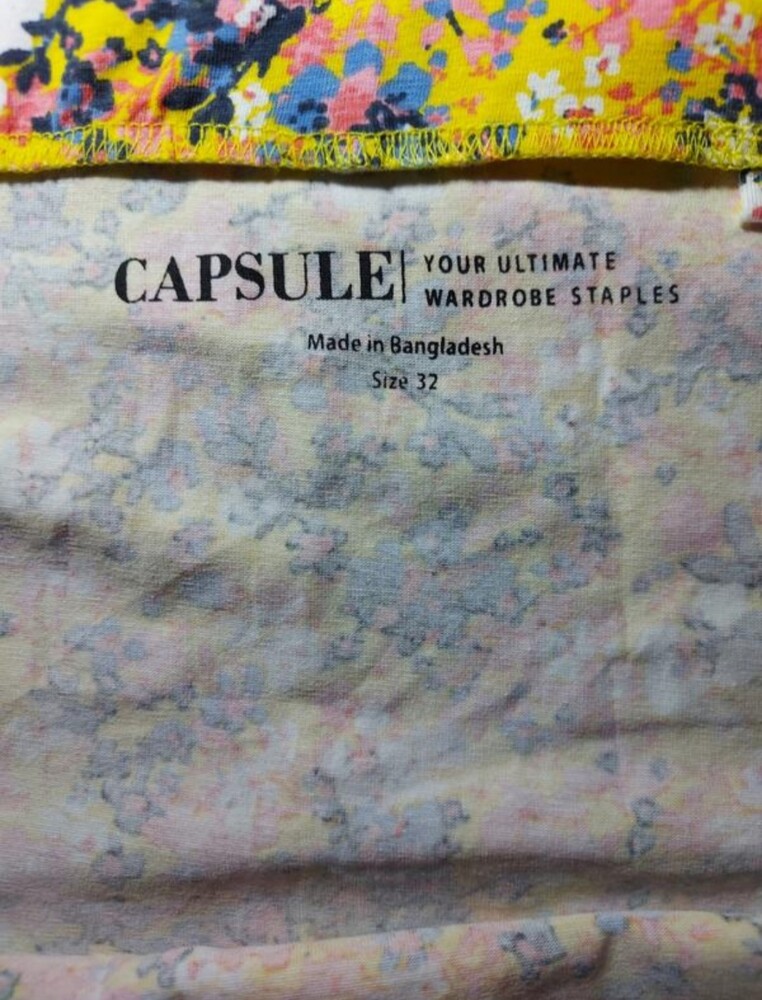 CAPSULE| YOUR ULTIMATE
WARDROBE STAPLES
Made in Bangladesh
Size 32